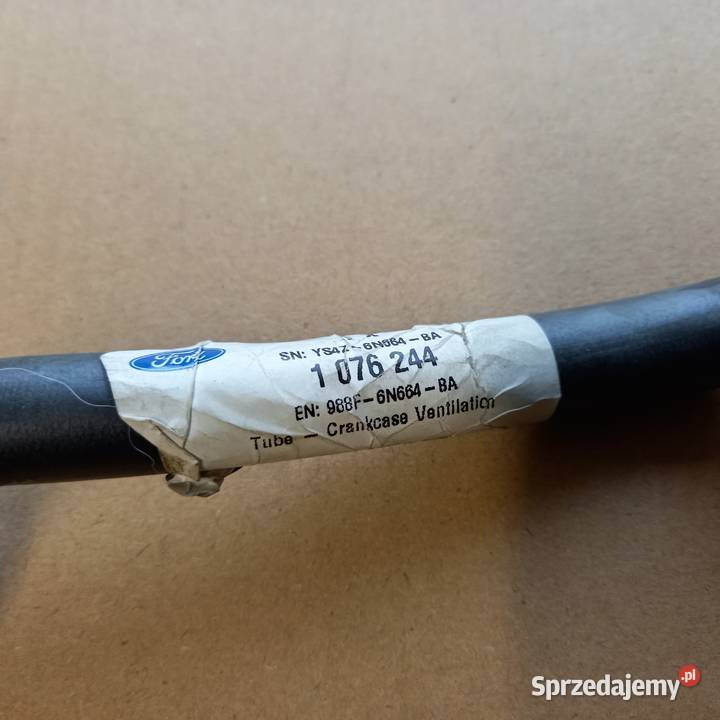 Ford
SN: YS4Z-6N664-BA
1 076 244
EN: 988F-6N664-BA
Tube - Crankcase Ventilation
Sprzedajemy.pl